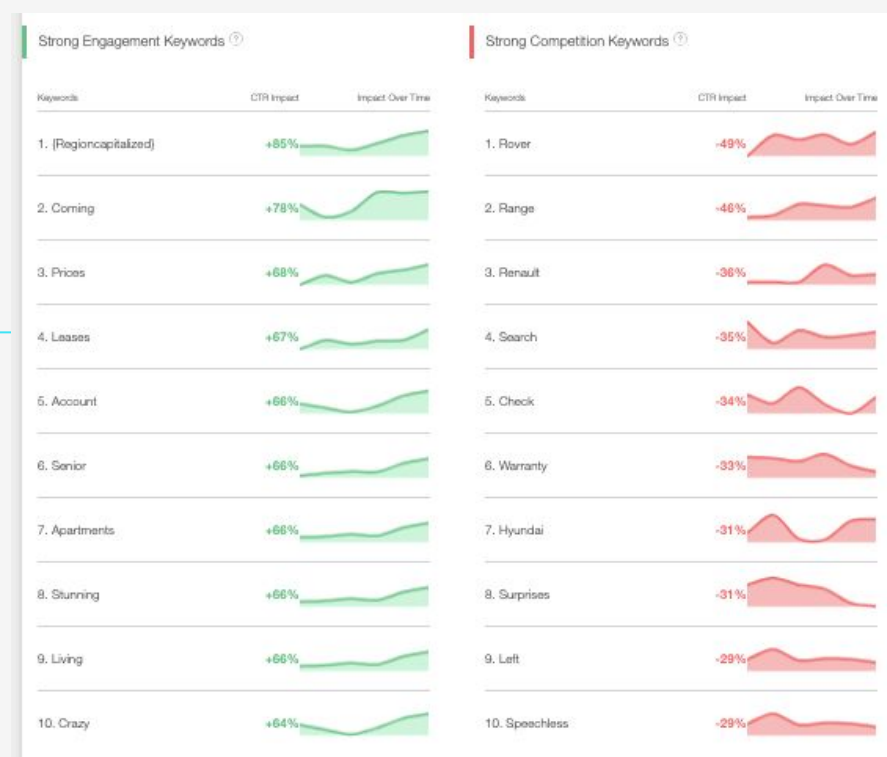 Strong Engagement Keywords ?
Keywords CTR Impact Impact Over Time
1. {Regioncapitalized} +85%
2. Coming +78%
3. Prices +68%
4. Leases +67%
5. Account +66%
6. Senior +66%
7. Apartments +66%
8. Stunning +66%
9. Living +66%
10. Crazy +64%
Strong Competition Keywords ?
Keywords CTR Impact Impact Over Time
1. Rover -49%
2. Range -46%
3. Renault -36%
4. Search -35%
5. Check -34%
6. Warranty -33%
7. Hyundai -31%
8. Surprises -31%
9. Left -29%
10. Speechless -29%